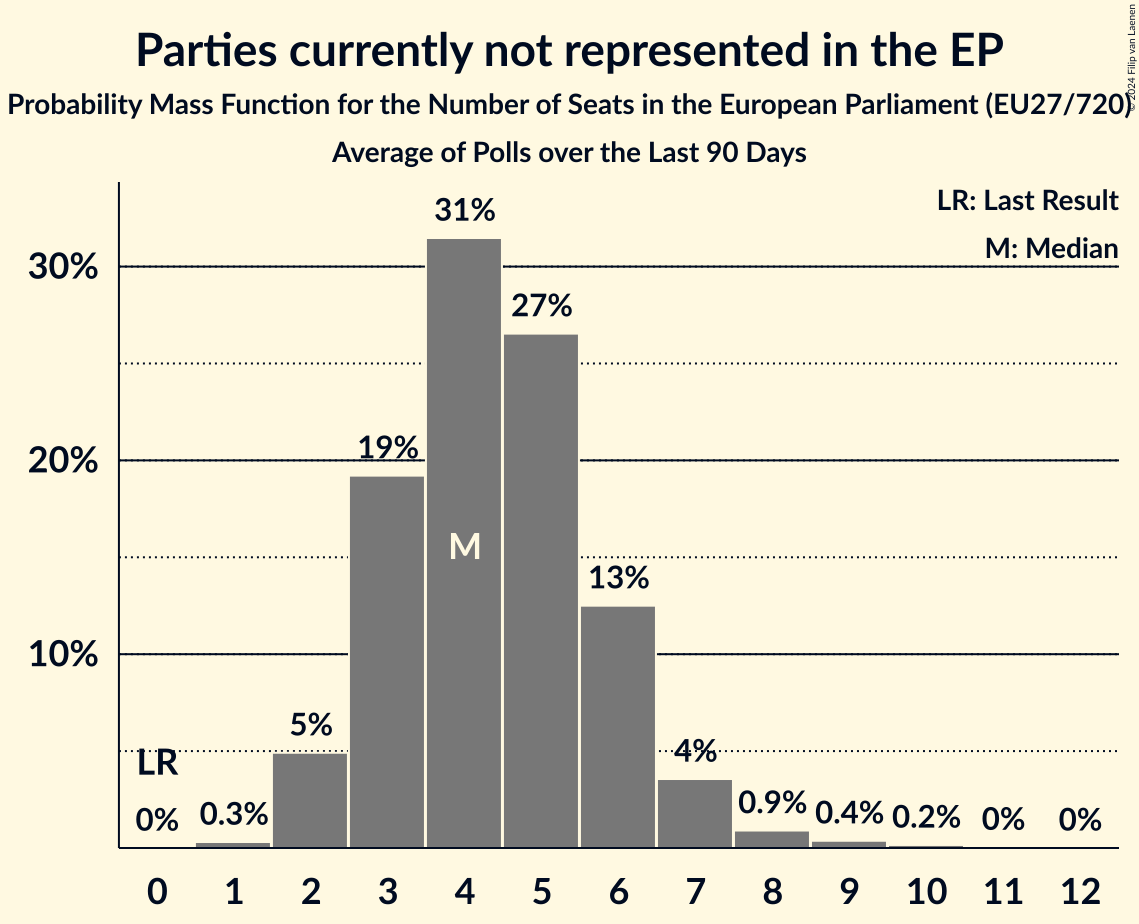 Parties currently not represented in the EP
Probability Mass Function for the Number of Seats in the European Parliament (EU27/720)
Average of Polls over the Last 90 Days
© 2024 Filip van Laenen
LR: Last Result
M: Median
30%
20%
10%
LR
0%
0.3%
5%
19%
31%
M
27%
13%
4%
0.9%
0.4%
0.2%
0%
0%
0 1 2 3 4 5 6 7 8 9 10 11 12